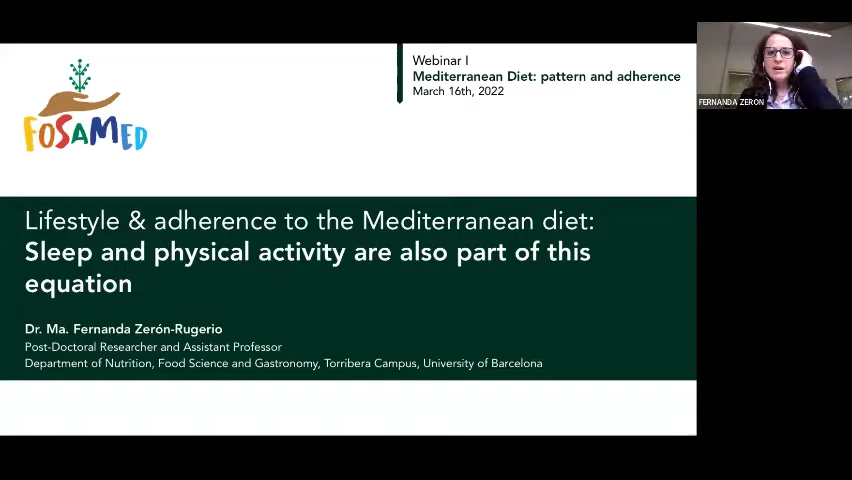 Webinar I
Mediterranean Diet: pattern and adherence
March 16th, 2022
FOSAMED
Lifestyle & adherence to the Mediterranean diet:
Sleep and physical activity are also part of this
equation
Dr. Ma. Fernanda Zerón-Rugerio
Post-Doctoral Researcher and Assistant Professor
Department of Nutrition, Food Science and Gastronomy, Torribera Campus, University of Barcelona
FERNANDA ZERON